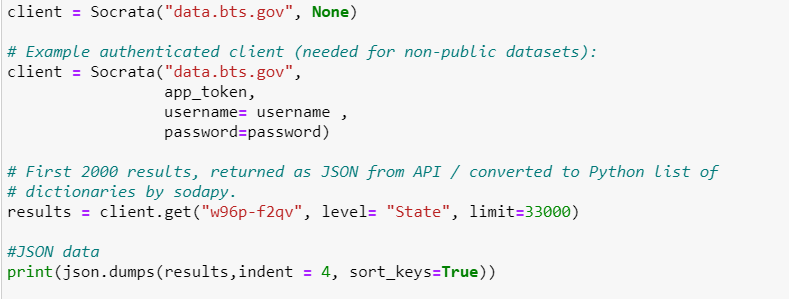 client = Socrata("data.bts.gov", None)
# Example authenticated client (needed for non-public datasets):
client = Socrata("data.bts.gov",
                 app_token,
                 username= username ,
                 password=password)
# First 2000 results, returned as JSON from API / converted to Python list of
# dictionaries by sodapy.
results = client.get("w96p-f2qv", level= "State", limit=33000)
#JSON data
print(json.dumps(results,indent = 4, sort_keys=True))